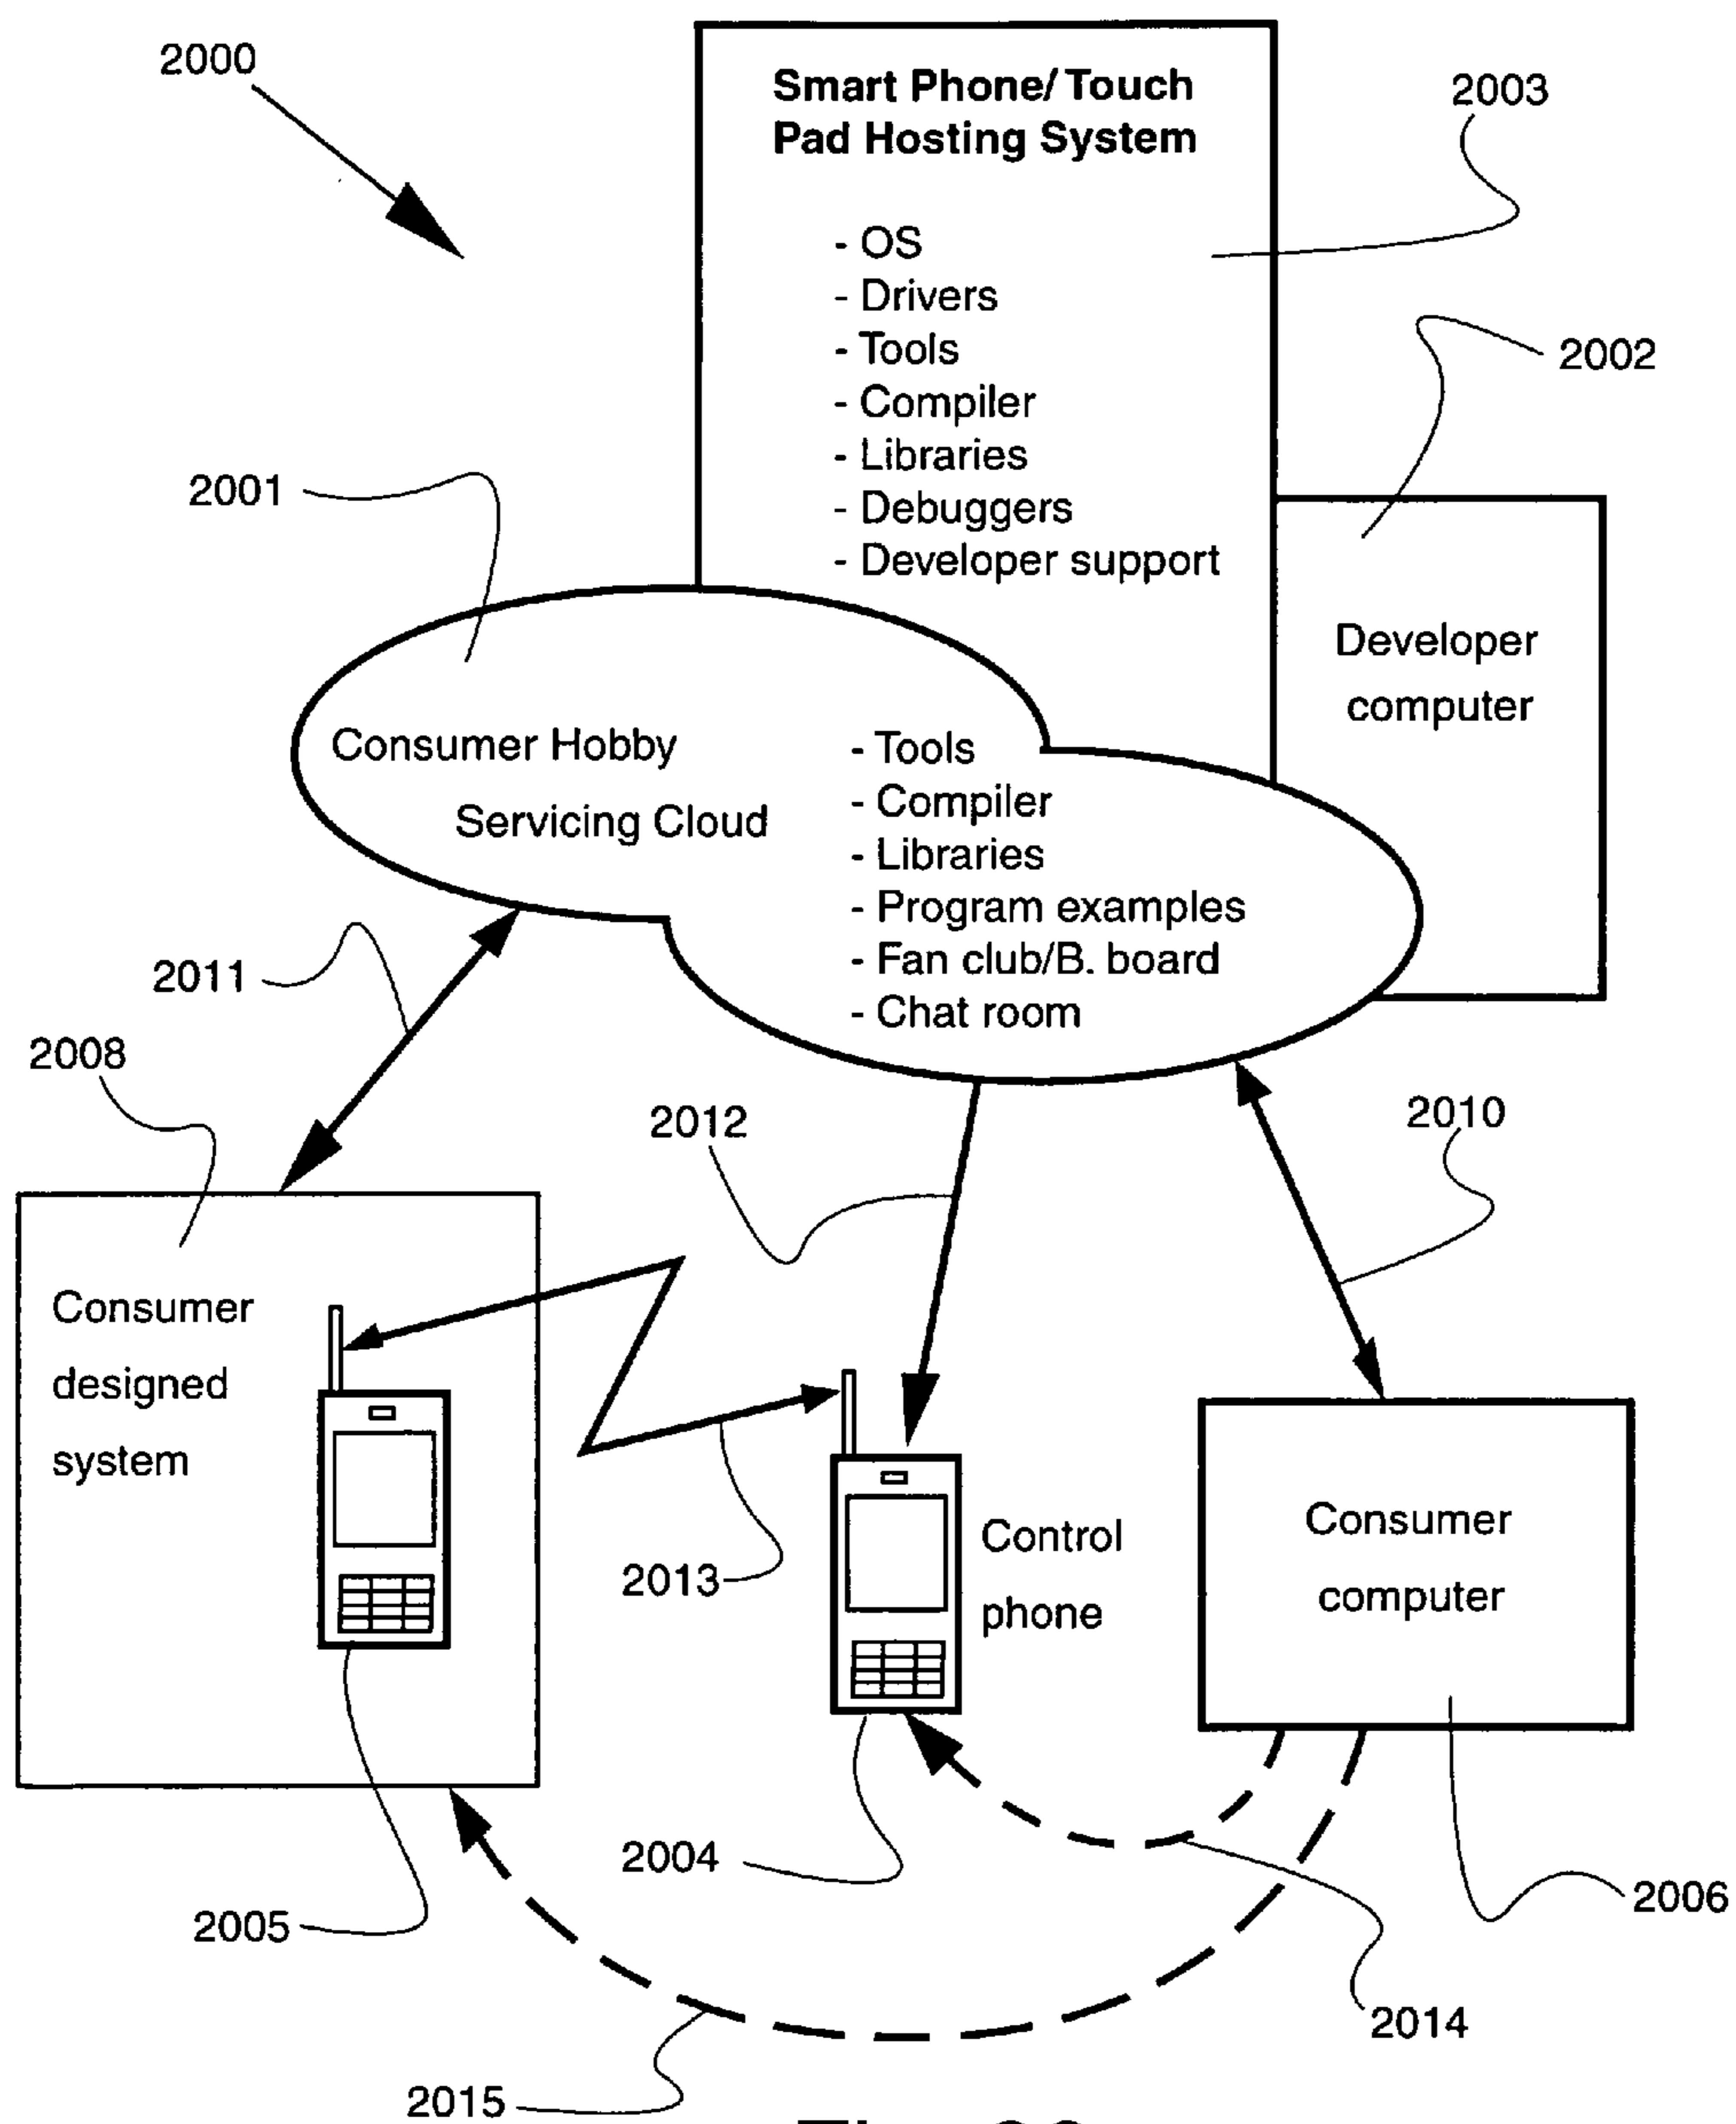 2000
Smart Phone/ Touch
Pad Hosting System
2003
- OS
- Drivers
- Tools
- Compiler
- Libraries
- Debuggers
- Developer support
2002
2001
Developer
computer
Consumer Hobby
Servicing Cloud
- Tools
- Compiler
- Libraries
- Program examples
- Fan club/B. board
- Chat room
2011
2008
2012
2010
Consumer
designed
system
Control
phone
2013
Consumer
computer
2004
2005
2006
2014
2015